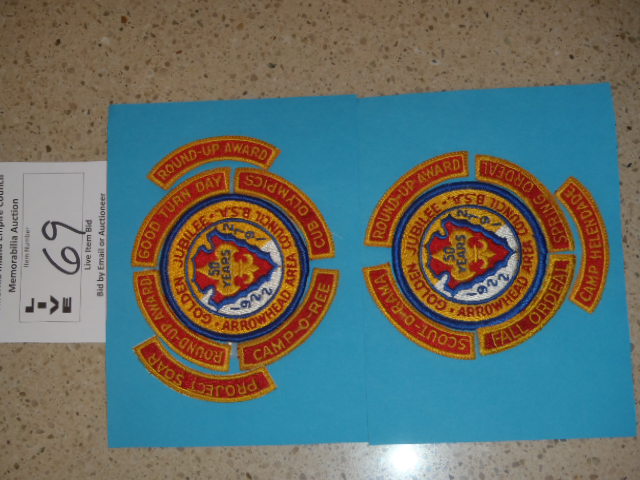 Empire Council
Memorabilia Auction
Item Number
LIVE
69
Live Item Bid
Bid by Email or Auctioneer
ROUND-UP AWARD
GOOD TURN DAY
CUB OLYMPICS
ROUND-UP AWARD
CAMP-O-REE
PROJECT SOAR
GOLDEN JUBILEE
ARROWHEAD AREA COUNCIL B.S.A.
50 YEARS
1922
1972
ROUND-UP AWARD
SPRING ORDEAL
CAMP HELENDADE
SCOUT-O-RAMA
FALL ORDEAL
GOLDEN JUBILEE
ARROWHEAD AREA COUNCIL B.S.A.
50 YEARS
1922
1972